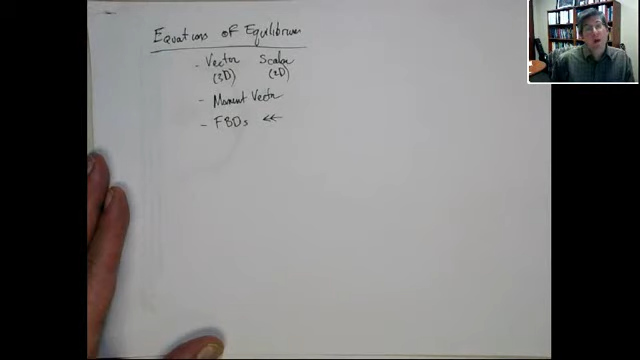 Equations of Equilibrium
- Vector Scalar
(3D) (2D)
- Moment Vector
- FBDs <<